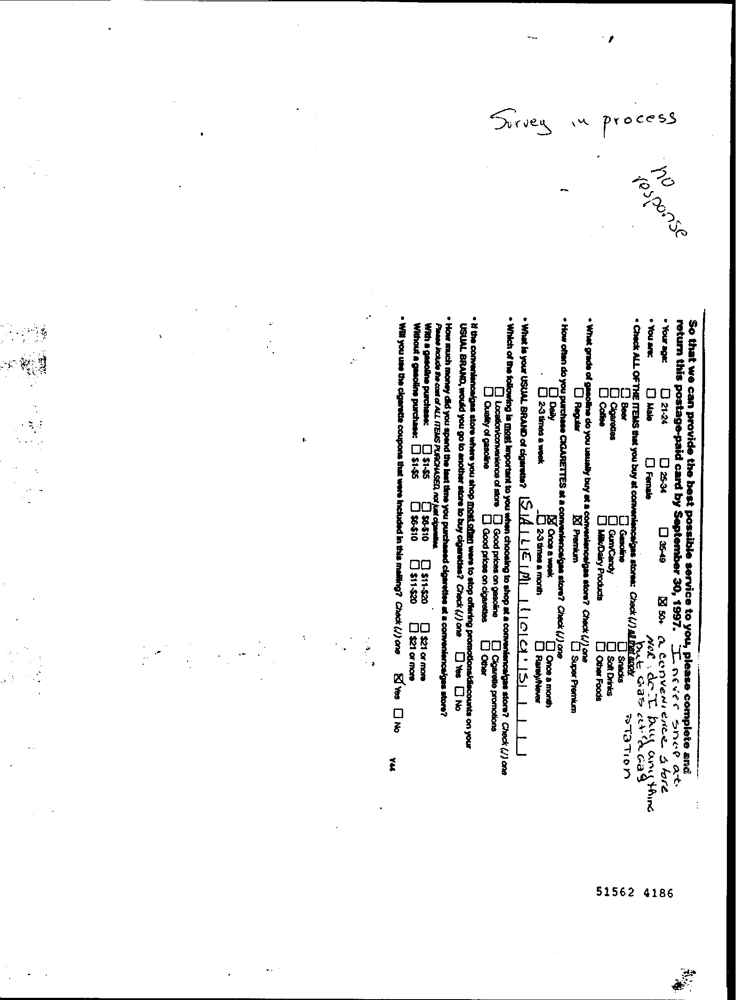 Survey in process
no
response
So that we can provide the best possible service to you, please complete and
return this postage-paid card by September 30, 1997. I never shop at
• Your age: ☐ 21-24 ☐ 25-34 ☐ 35-49 ☒ 50+ a convenience store
• You are: ☐ Male ☐ Female nor do I buy anything
but gas at a gas
station
• Check ALL OF THE ITEMS that you buy at convenience/gas stores: Check (√) all that apply
☐ Beer ☐ Gasoline ☐ Snacks
☐ Cigarettes ☐ Gum/Candy ☐ Soft Drinks
☐ Coffee ☐ Milk/Dairy Products ☐ Other Foods
• What grade of gasoline do you usually buy at a convenience/gas store? Check (√) one
☐ Regular ☒ Premium ☐ Super Premium
• How often do you purchase CIGARETTES at a convenience/gas store? Check (√) one
☐ Daily ☒ Once a week ☐ Once a month
☐ 2-3 times a week ☐ 2-3 times a month ☐ Rarely/Never
• What is your USUAL BRAND of cigarette? SALEM 100'S
• Which of the following is most important to you when choosing to shop at a convenience/gas store? Check (√) one
☐ Location/convenience of store ☐ Good prices on gasoline ☐ Cigarette promotions
☐ Quality of gasoline ☐ Good prices on cigarettes ☐ Other
• If the convenience/gas store where you shop most often were to stop offering promotional/discounts on your
USUAL BRAND, would you go to another store to buy cigarettes? Check (√) one ☐ Yes ☐ No
• How much money did you spend the last time you purchased cigarettes at a convenience/gas store?
Please include the cost of ALL ITEMS PURCHASED, not just cigarettes.
With a gasoline purchase: ☐ $1-$5 ☐ $6-$10 ☐ $11-$20 ☐ $21 or more
Without a gasoline purchase: ☐ $1-$5 ☐ $6-$10 ☐ $11-$20 ☐ $21 or more
• Will you use the cigarette coupons that were included in this mailing? Check (√) one ☒ Yes ☐ No
Y44
51562 4186